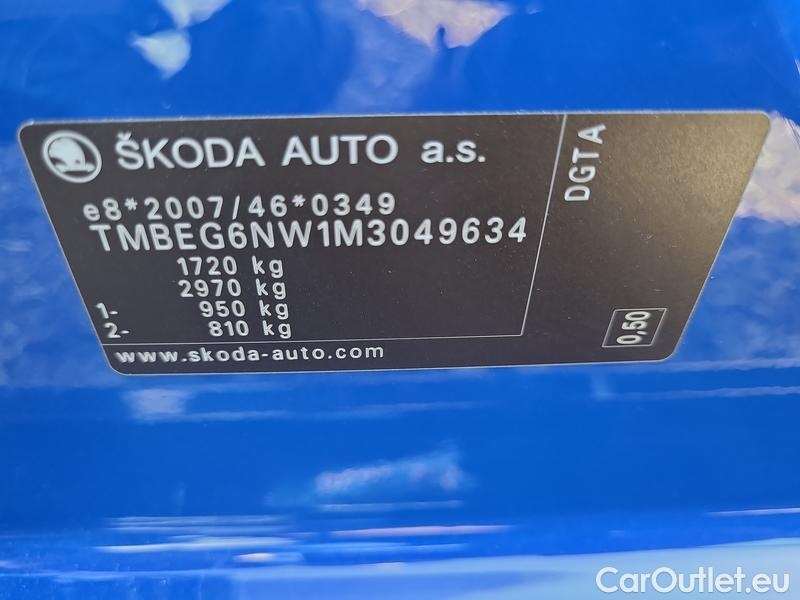 ŠKODA AUTO a.s.
e8*2007/46*0349
TMBEG6NW1M3049634
1720 kg
2970 kg
1- 950 kg
2- 810 kg
www.skoda-auto.com
DGTA
0,50
CarOutlet.eu